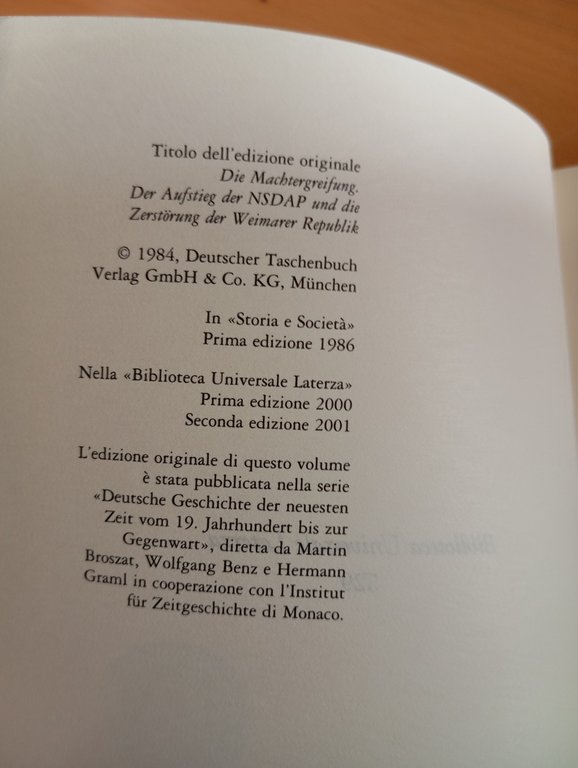 Titolo dell'edizione originale
Die Machtergreifung.
Der Aufstieg der NSDAP und die
Zerstörung der Weimarer Republik
© 1984, Deutscher Taschenbuch
Verlag GmbH & Co. KG, München
In «Storia e Società»
Prima edizione 1986
Nella «Biblioteca Universale Laterza»
Prima edizione 2000
Seconda edizione 2001
L'edizione originale di questo volume
è stata pubblicata nella serie
«Deutsche Geschichte der neuesten
Zeit vom 19. Jahrhundert bis zur
Gegenwart», diretta da Martin
Broszat, Wolfgang Benz e Hermann
Graml in cooperazione con l'Institut
für Zeitgeschichte di Monaco.